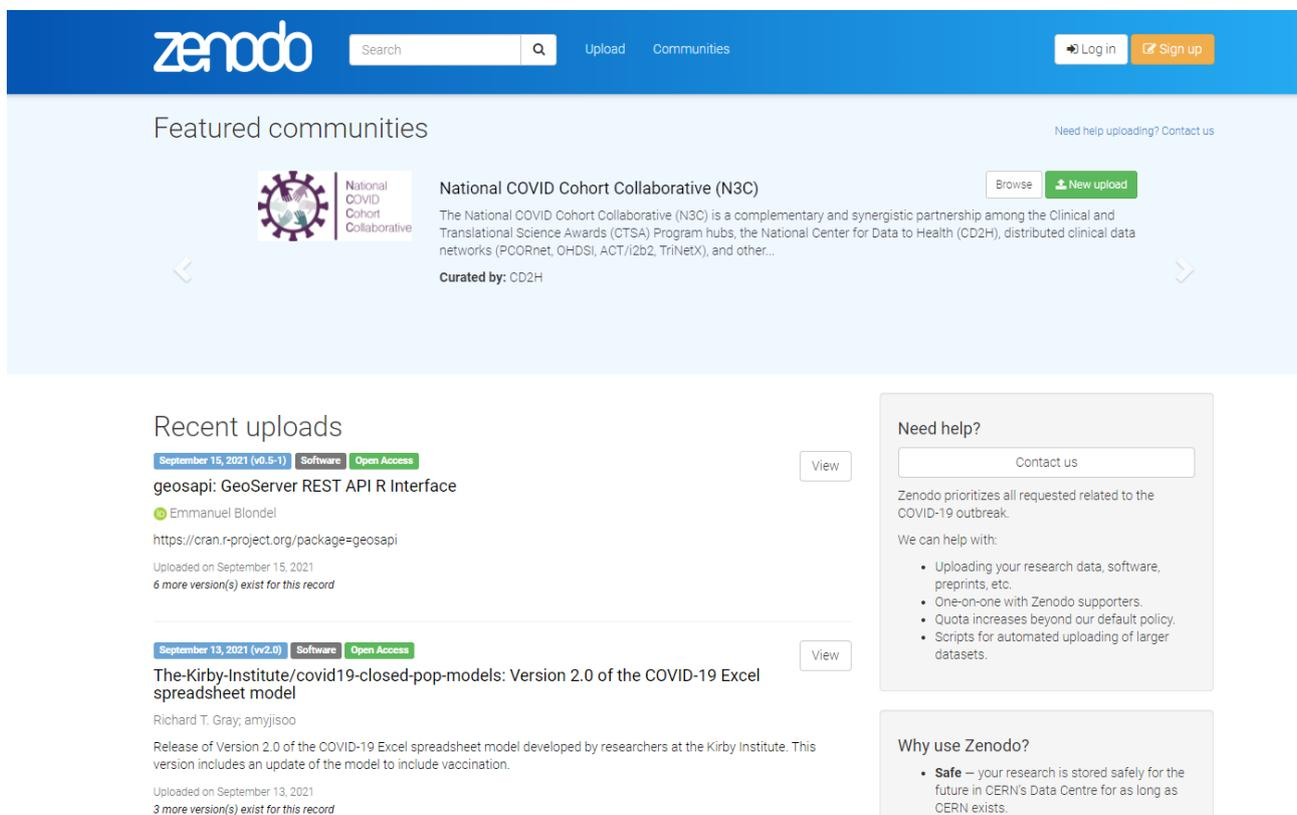 zenodo
Search
Upload
Communities
Log in
Sign up
Featured communities
Need help uploading? Contact us
National
COVID
Cohort
Collaborative
National COVID Cohort Collaborative (N3C)
Browse
New upload
The National COVID Cohort Collaborative (N3C) is a complementary and synergistic partnership among the Clinical and
Translational Science Awards (CTSA) Program hubs, the National Center for Data to Health (CD2H), distributed clinical data
networks (PCORnet, OHDSI, ACT/i2b2, TriNetX), and other...
Curated by: CD2H
Recent uploads
September 15, 2021 (v0.5-1) Software Open Access
View
geosapi: GeoServer REST API R Interface
iD Emmanuel Blondel
https://cran.r-project.org/package=geosapi
Uploaded on September 15, 2021
6 more version(s) exist for this record
September 13, 2021 (vv2.0) Software Open Access
View
The-Kirby-Institute/covid19-closed-pop-models: Version 2.0 of the COVID-19 Excel
spreadsheet model
Richard T. Gray; amyjisoo
Release of Version 2.0 of the COVID-19 Excel spreadsheet model developed by researchers at the Kirby Institute. This
version includes an update of the model to include vaccination.
Uploaded on September 13, 2021
3 more version(s) exist for this record
Need help?
Contact us
Zenodo prioritizes all requested related to the
COVID-19 outbreak.
We can help with:
• Uploading your research data, software,
preprints, etc.
• One-on-one with Zenodo supporters.
• Quota increases beyond our default policy.
• Scripts for automated uploading of larger
datasets.
Why use Zenodo?
• Safe — your research is stored safely for the
future in CERN's Data Centre for as long as
CERN exists.